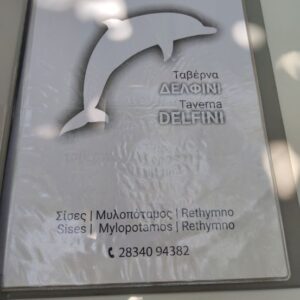 Ταβέρνα
ΔΕΛΦΙΝΙ
Taverna
DELFINI
Σίσες | Μυλοπόταμος | Rethymno
Sises | Mylopotamos | Rethymno
28340 94382